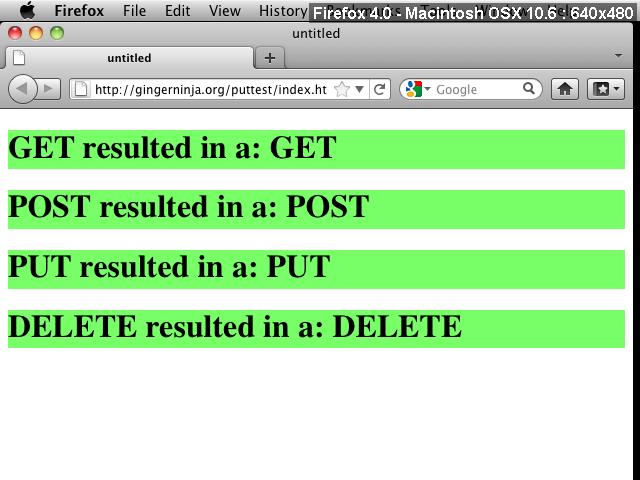 Firefox File Edit View History
Firefox 4.0 - Macintosh OSX 10.6 : 640x480
untitled
untitled
http://gingerninja.org/puttest/index.ht
Google
GET resulted in a: GET
POST resulted in a: POST
PUT resulted in a: PUT
DELETE resulted in a: DELETE